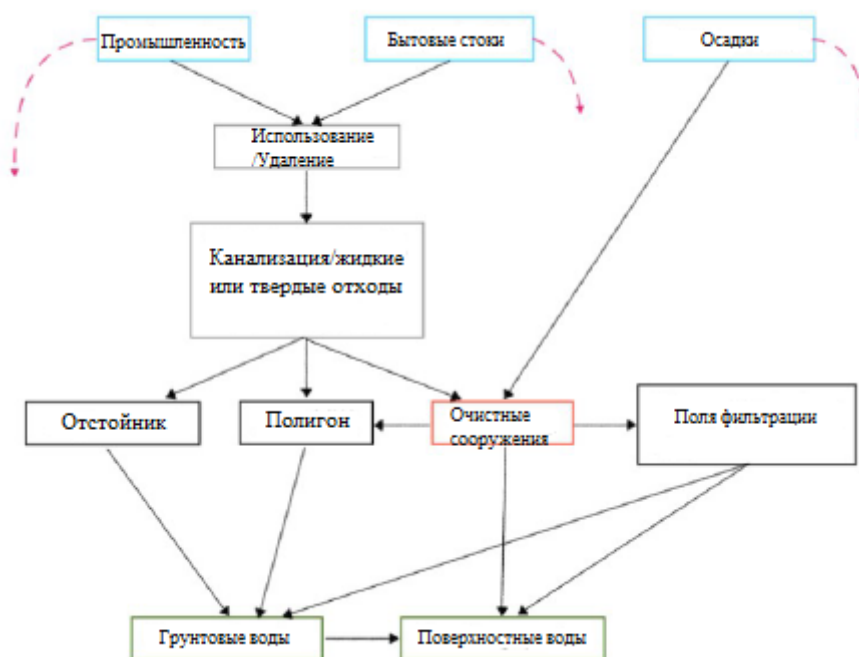 Промышленность
Бытовые стоки
Осадки
Использование
/Удаление
Канализация/жидкие
или твердые отходы
Отстойник
Полигон
Очистные
сооружения
Поля фильтрации
Грунтовые воды
Поверхностные воды